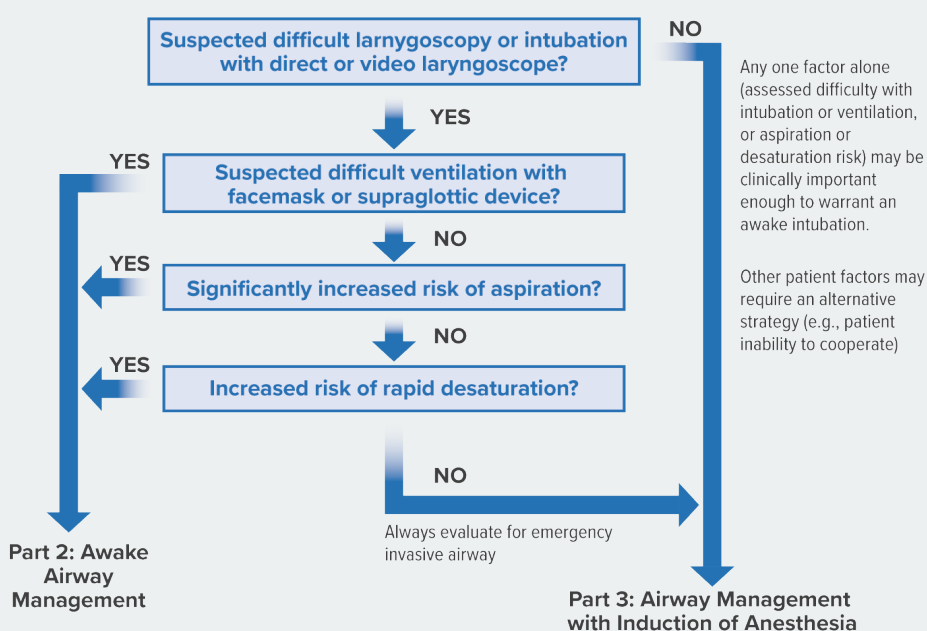 Suspected difficult larnygoscopy or intubation
with direct or video laryngoscope?
NO
YES
Any one factor alone
(assessed difficulty with
intubation or ventilation,
or aspiration or
desaturation risk) may be
clinically important
enough to warrant an
awake intubation.
Other patient factors may
require an alternative
strategy (e.g., patient
inability to cooperate)
YES
Suspected difficult ventilation with
facemask or supraglottic device?
NO
YES
Significantly increased risk of aspiration?
NO
YES
Increased risk of rapid desaturation?
NO
Always evaluate for emergency
invasive airway
Part 2: Awake
Airway
Management
Part 3: Airway Management
with Induction of Anesthesia